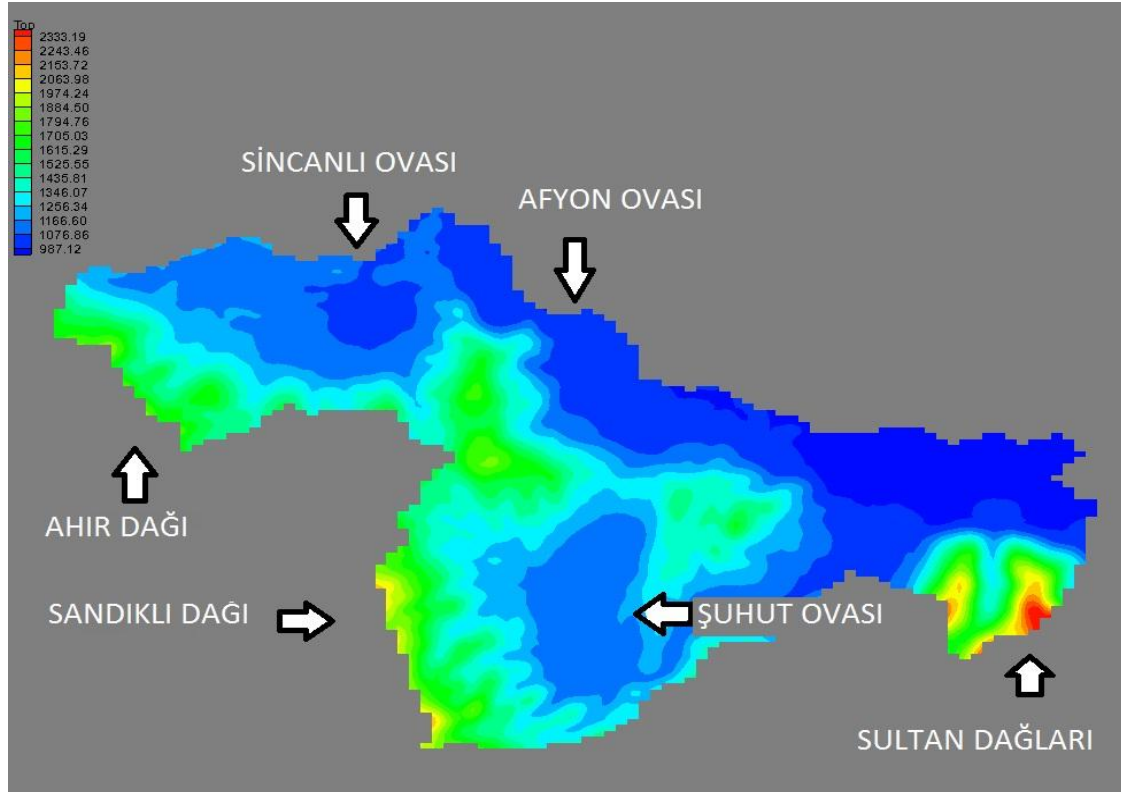 Top
2333.19
2243.46
2153.72
2063.98
1974.24
1884.50
1794.76
1705.03
1615.29
1525.55
1435.81
1346.07
1256.34
1166.60
1076.86
987.12
SİNCANLI OVASI
AFYON OVASI
AHIR DAĞI
SANDIKLI DAĞI
ŞUHUT OVASI
SULTAN DAĞLARI